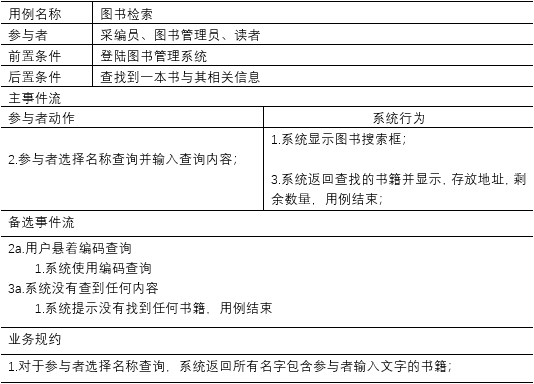 用例名称 图书检索
参与者 采编员、图书管理员、读者
前置条件 登陆图书管理系统
后置条件 查找到一本书与其相关信息
主事件流
参与者动作 系统行为
1.系统显示图书搜索框；
2.参与者选择名称查询并输入查询内容；
3.系统返回查找的书籍并显示，存放地址，剩
余数量，用例结束；
备选事件流
2a.用户悬着编码查询
1.系统使用编码查询
3a.系统没有查到任何内容
1.系统提示没有找到任何书籍，用例结束
业务规约
1.对于参与者选择名称查询，系统返回所有名字包含参与者输入文字的书籍；